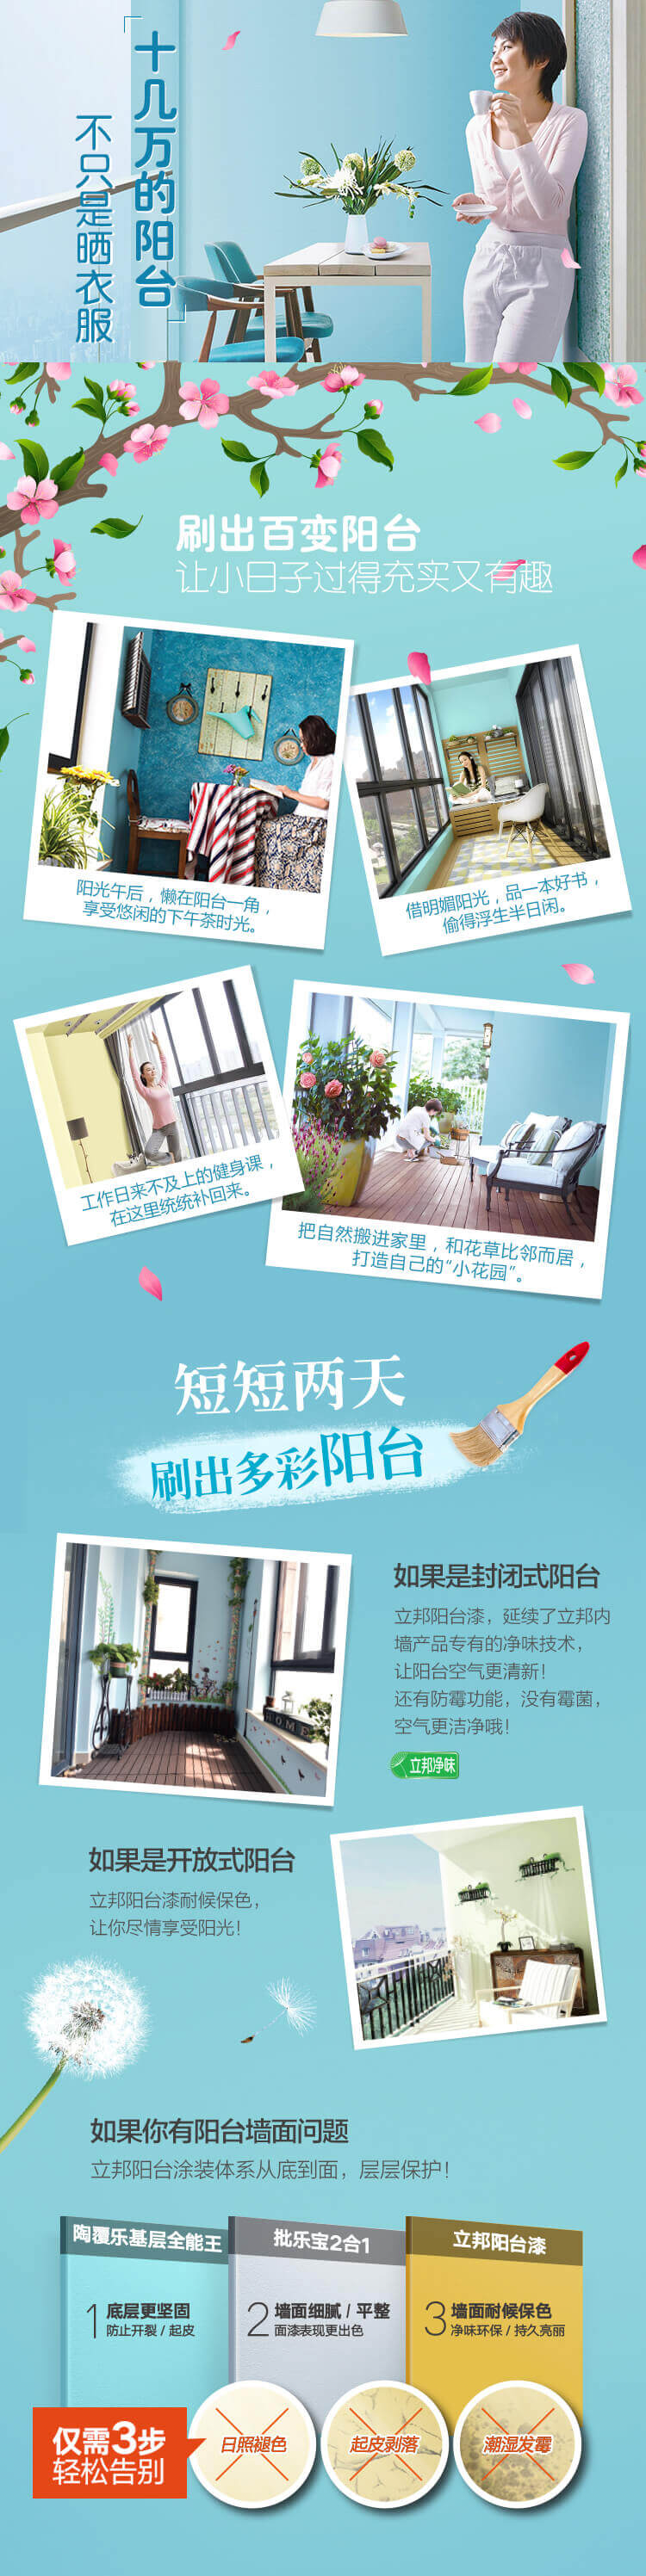 十几万的阳台
不只是晒衣服
刷出百变阳台
让小日子过得充实又有趣
阳光午后，懒在阳台一角，
享受悠闲的下午茶时光。
借明媚阳光，品一本好书，
偷得浮生半日闲。
工作日来不及上的健身课，
在这里统统补回来。
把自然搬进家里，和花草比邻而居，
打造自己的“小花园”。
短短两天
刷出多彩阳台
HOME
如果是封闭式阳台
立邦阳台漆，延续了立邦内
墙产品专有的净味技术，
让阳台空气更清新！
还有防霉功能，没有霉菌，
空气更洁净哦！
立邦净味
如果是开放式阳台
立邦阳台漆耐候保色，
让你尽情享受阳光！
如果你有阳台墙面问题
立邦阳台涂装体系从底到面，层层保护！
陶覆乐基层全能王
批乐宝2合1
立邦阳台漆
1 底层更坚固
防止开裂 / 起皮
2 墙面细腻 / 平整
面漆表现更出色
3 墙面耐候保色
净味环保 / 持久亮丽
仅需3步
轻松告别
日照褪色
起皮剥落
潮湿发霉